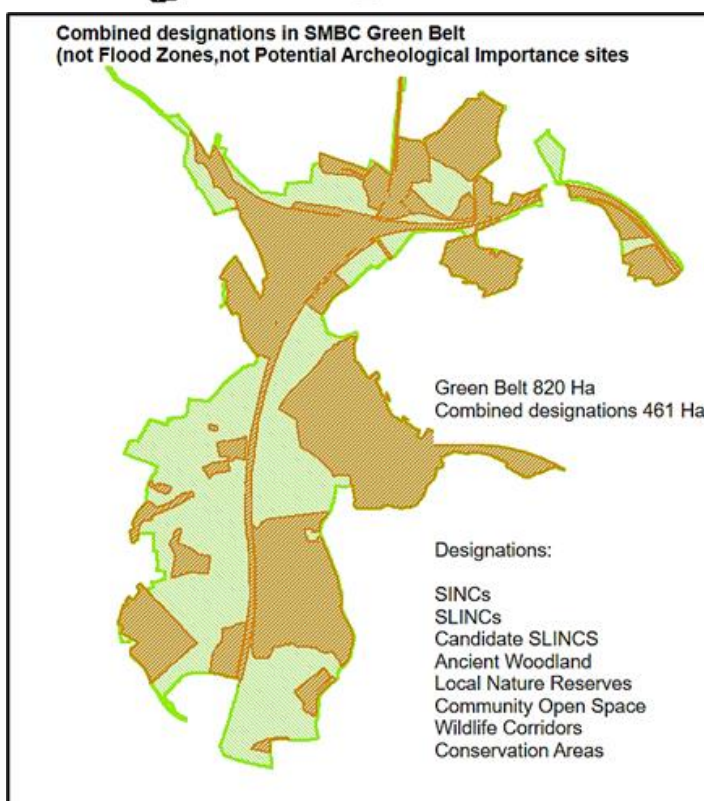 Combined designations in SMBC Green Belt
(not Flood Zones,not Potential Archeological Importance sites
Green Belt 820 Ha
Combined designations 461 Ha
Designations:
SINCs
SLINCs
Candidate SLINCS
Ancient Woodland
Local Nature Reserves
Community Open Space
Wildlife Corridors
Conservation Areas